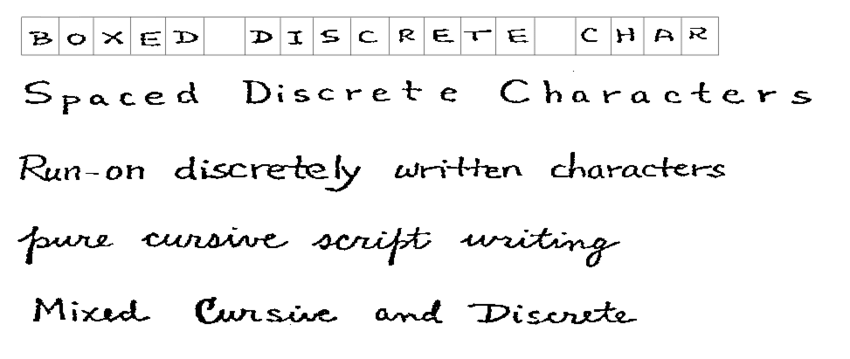 BOXED DISCRETE CHAR
Spaced Discrete Characters
Run-on discretely written characters
pure cursive script writing
Mixed Cursive and Discrete